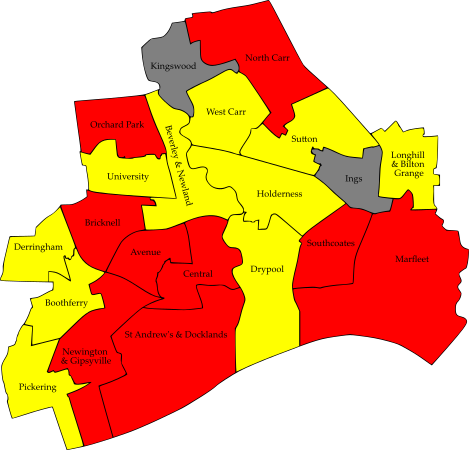 North Carr
Kingswood
West Carr
Orchard Park
Beverley & Newland
Sutton
Longhill
& Bilton
Grange
University
Ings
Holderness
Bricknell
Derringham
Avenue
Southcoates
Central
Drypool
Marfleet
Boothferry
St Andrew's & Docklands
Newington
& Gipsyville
Pickering